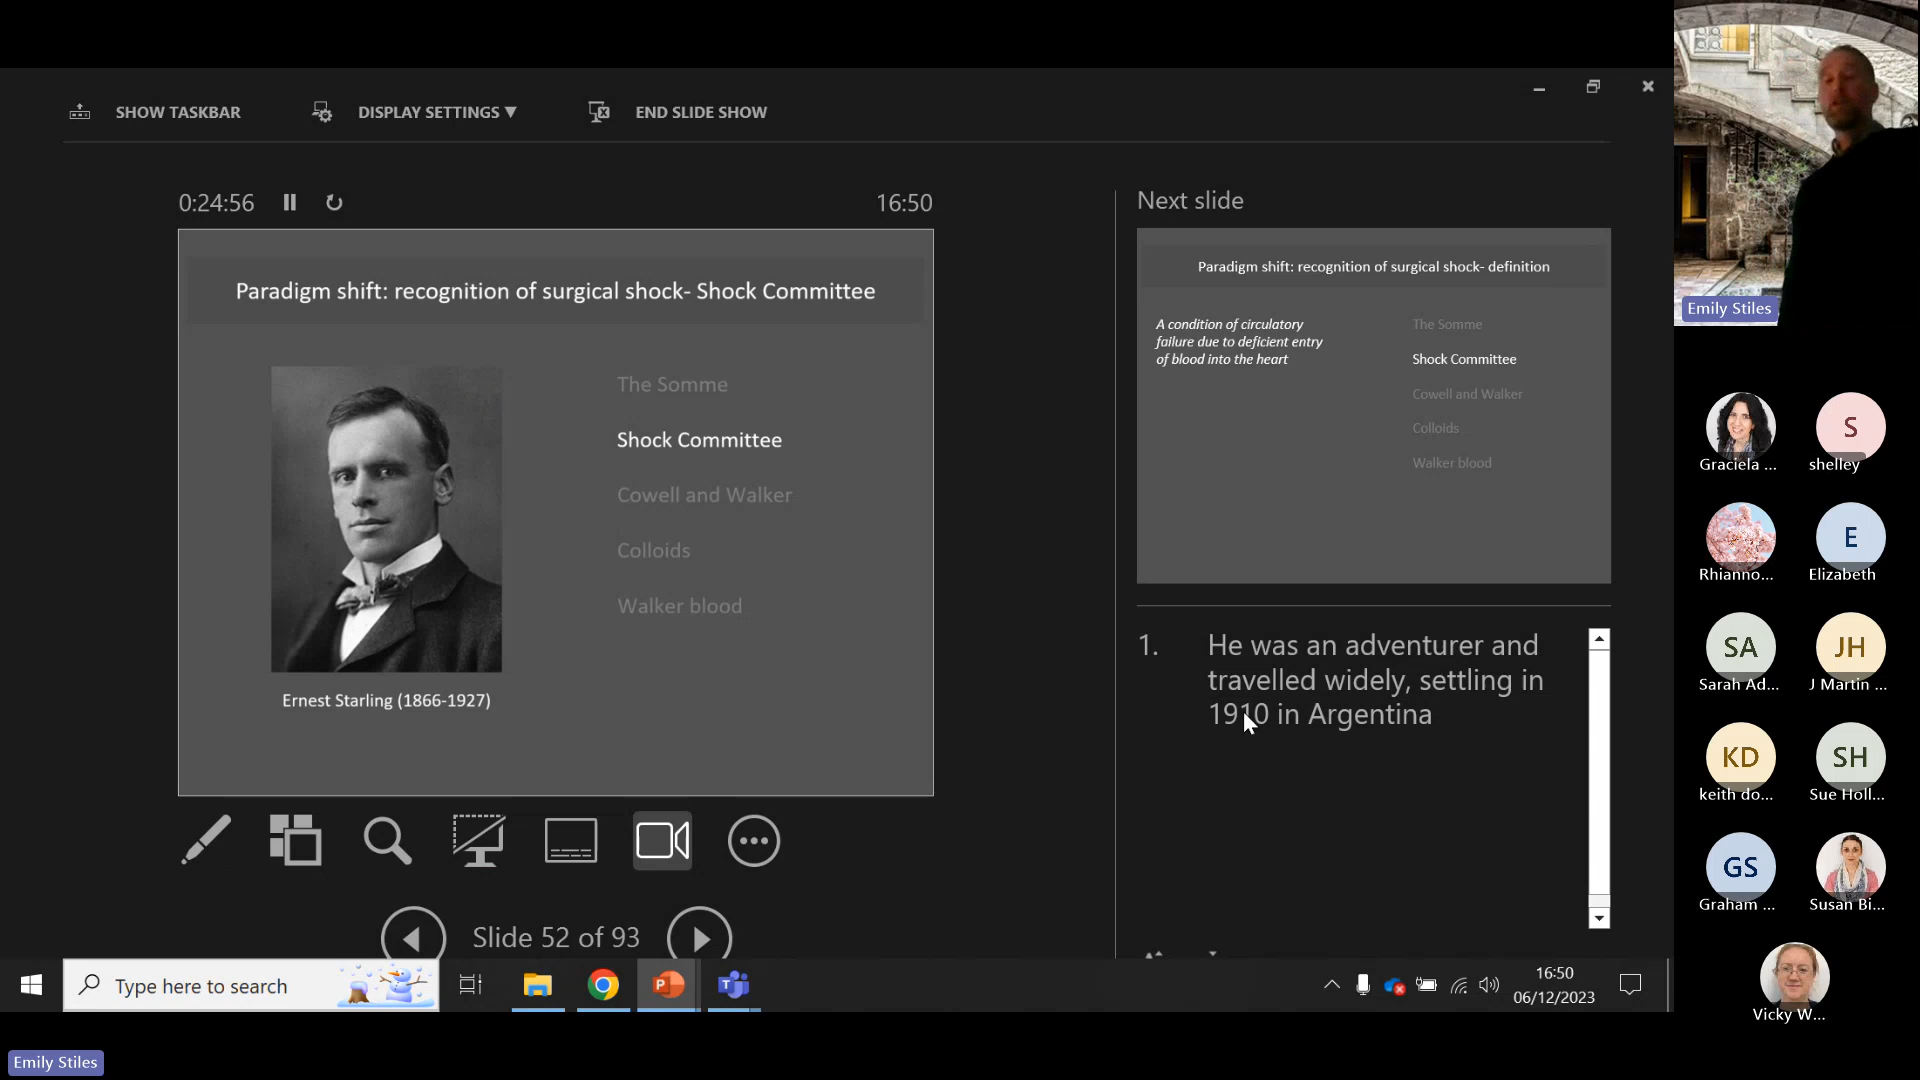 SHOW TASKBAR
DISPLAY SETTINGS ▼
END SLIDE SHOW
0:24:56
16:50
Paradigm shift: recognition of surgical shock- Shock Committee
The Somme
Shock Committee
Cowell and Walker
Colloids
Walker blood
Ernest Starling (1866-1927)
Slide 52 of 93
Next slide
Paradigm shift: recognition of surgical shock- definition
A condition of circulatory
failure due to deficient entry
of blood into the heart
The Somme
Shock Committee
Cowell and Walker
Colloids
Walker blood
1. He was an adventurer and
travelled widely, settling in
1910 in Argentina
Emily Stiles
Graciela ...
S
shelley
Rhianno...
E
Elizabeth
SA
Sarah Ad...
JH
J Martin ...
KD
keith do...
SH
Sue Holl...
GS
Graham ...
Susan Bi...
Vicky W...
Type here to search
16:50
06/12/2023
Emily Stiles